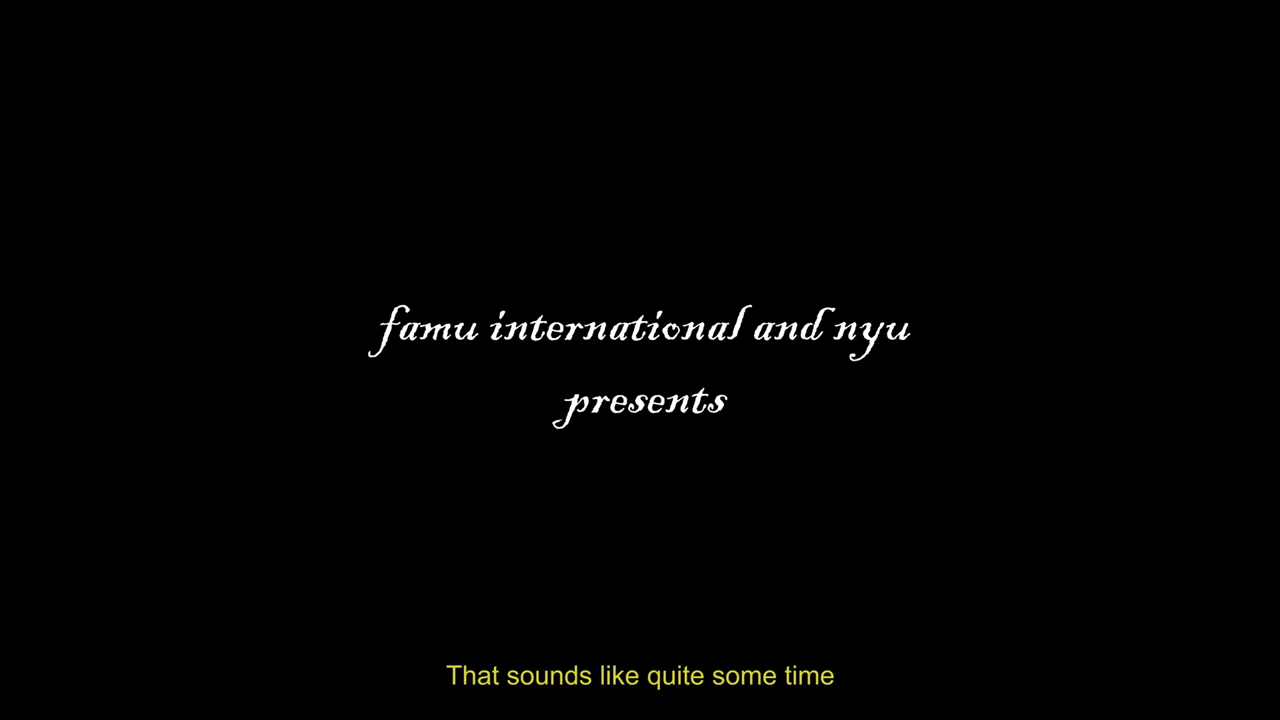 famu international and nyu
presents
That sounds like quite some time